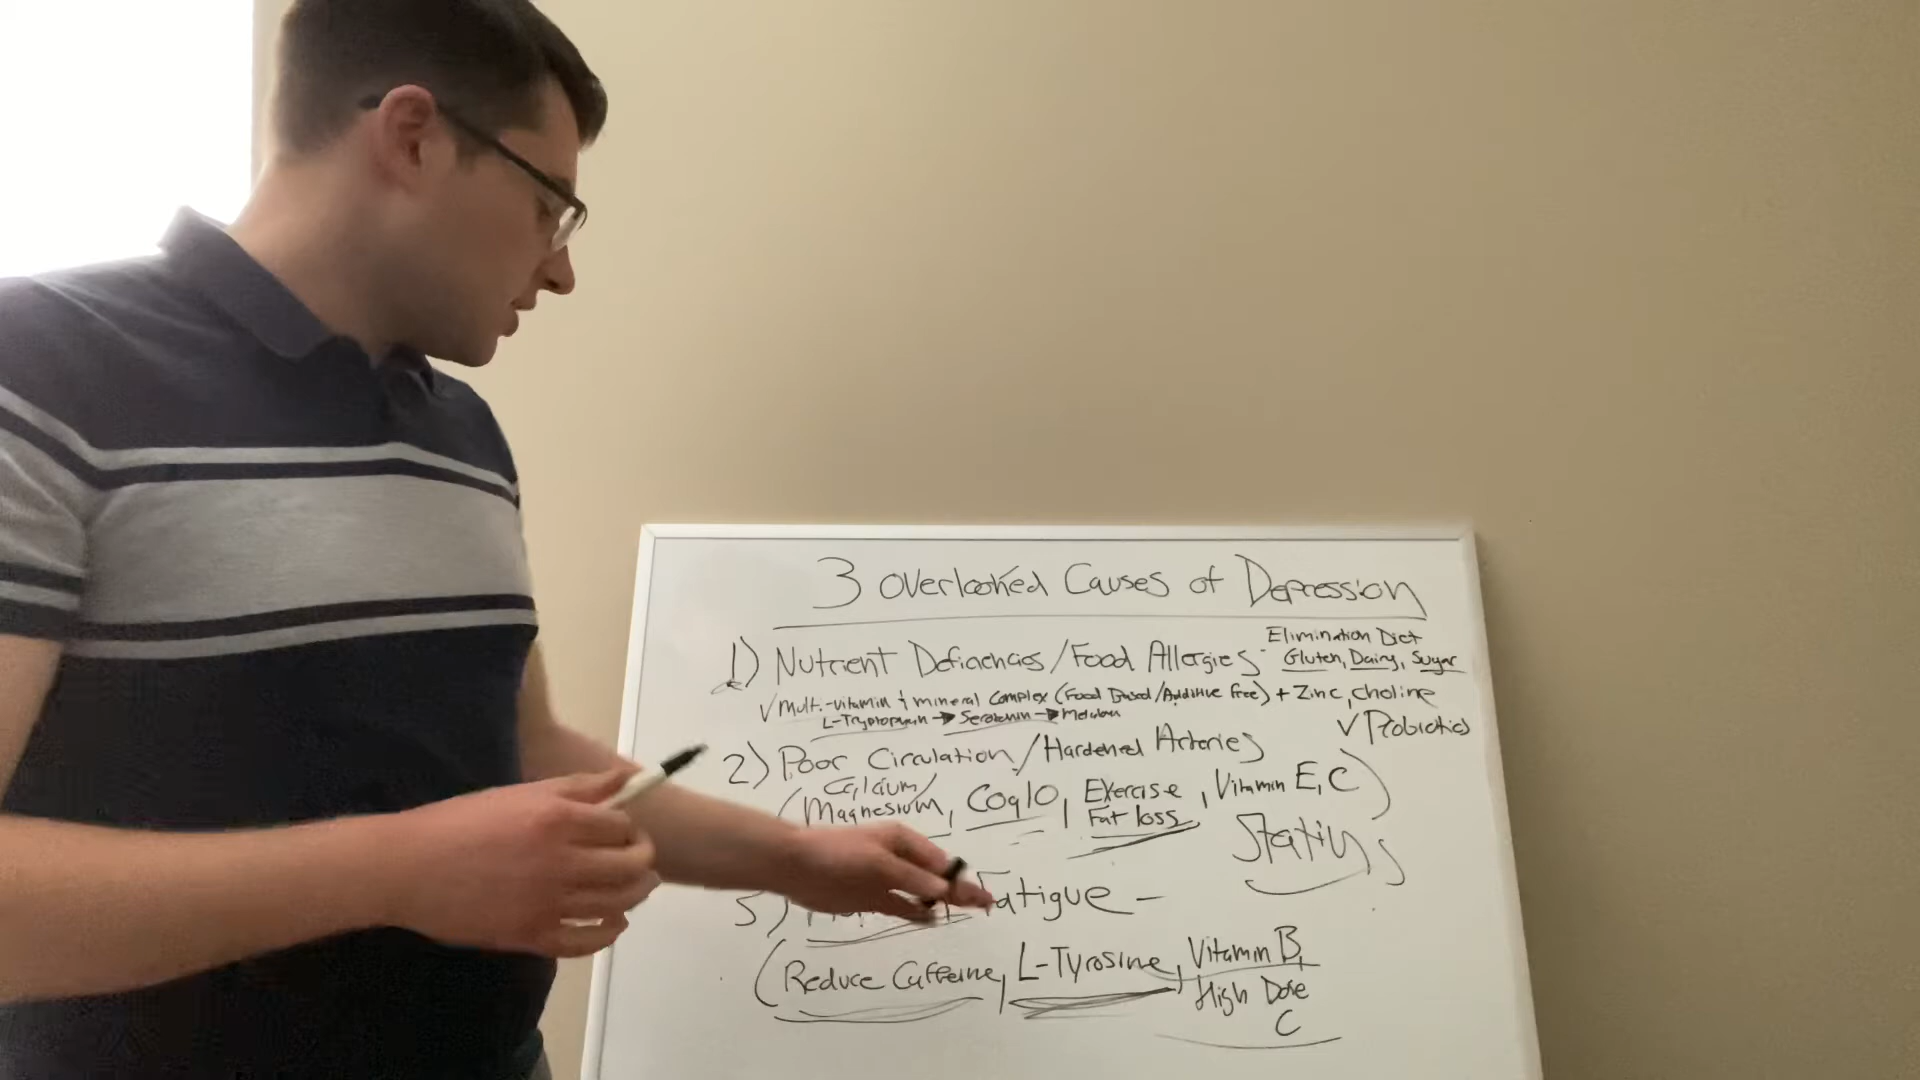 3 Overlooked Causes of Depression
1) Nutrient Deficiencies/Food Allergies - Elimination Diet
Gluten, Dairy, Sugar
√ Multi-vitamin + mineral complex (Food Based/Additive free) + Zinc, choline
L-Tryptophan → Serotonin →
√ Probiotics
2) Poor Circulation/Hardened Arteries
(Calcium/
Magnesium, CoQ10, Exercise, Vitamin E, C)
Fat loss
Statins
3) Fatigue -
(Reduce Caffeine, L-Tyrosine, Vitamin B,
High Dose
C